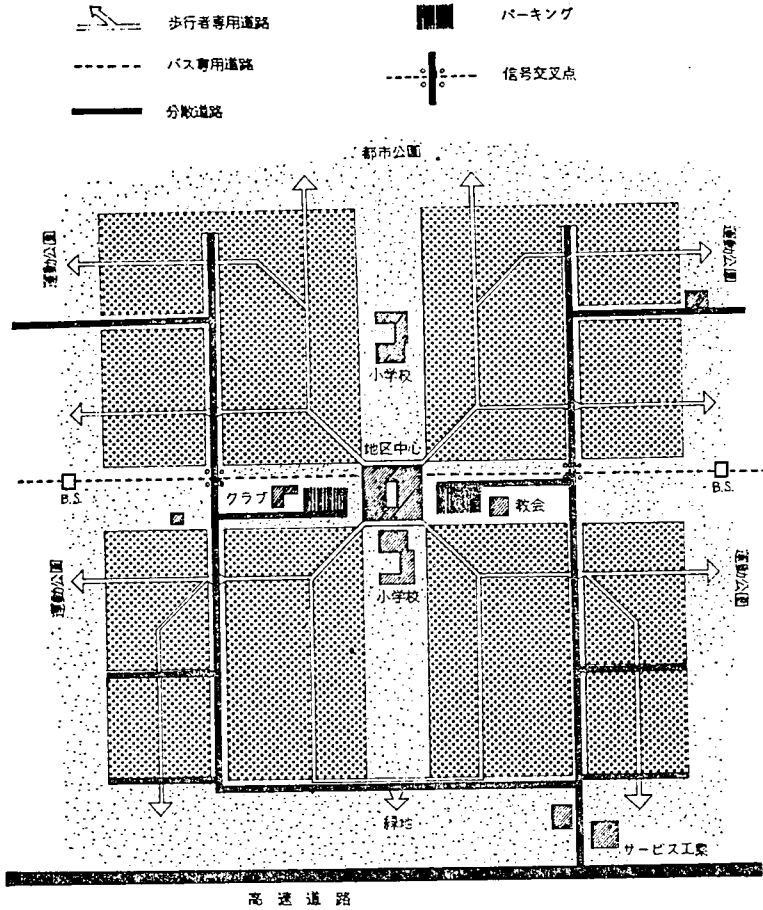 歩行者専用道路
パーキング
バス専用道路
信号交叉点
分散道路
都市公園
運動公園
運動公園
小学校
地区中心
B.S.
クラブ
教会
B.S.
運動公園
小学校
運動公園
緑地
サービス工業
高速道路